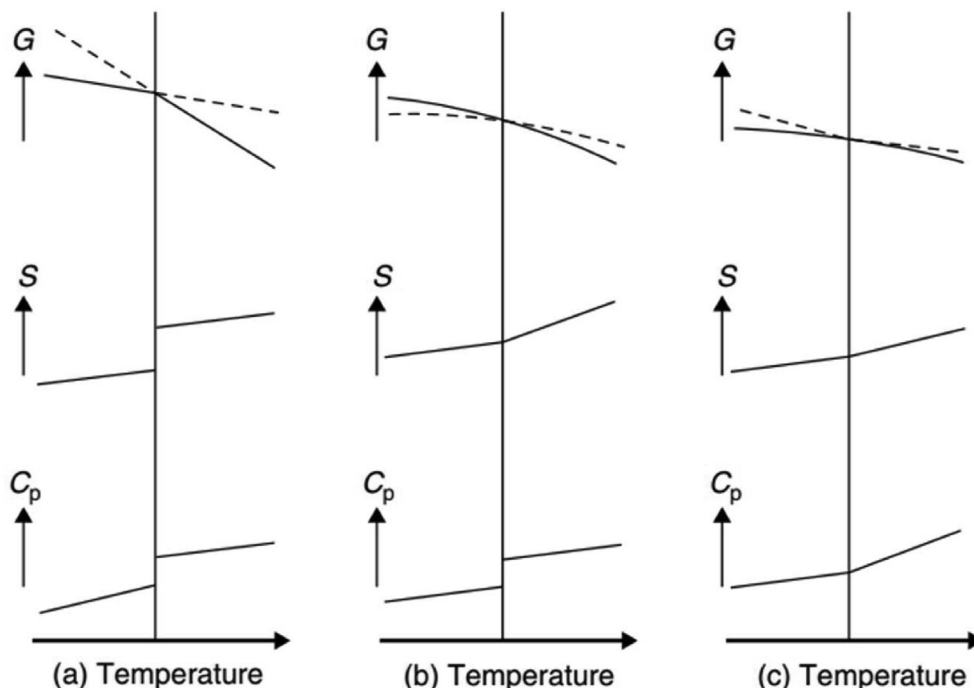 G
G
G
S
S
S
Cp
Cp
Cp
(a) Temperature
(b) Temperature
(c) Temperature